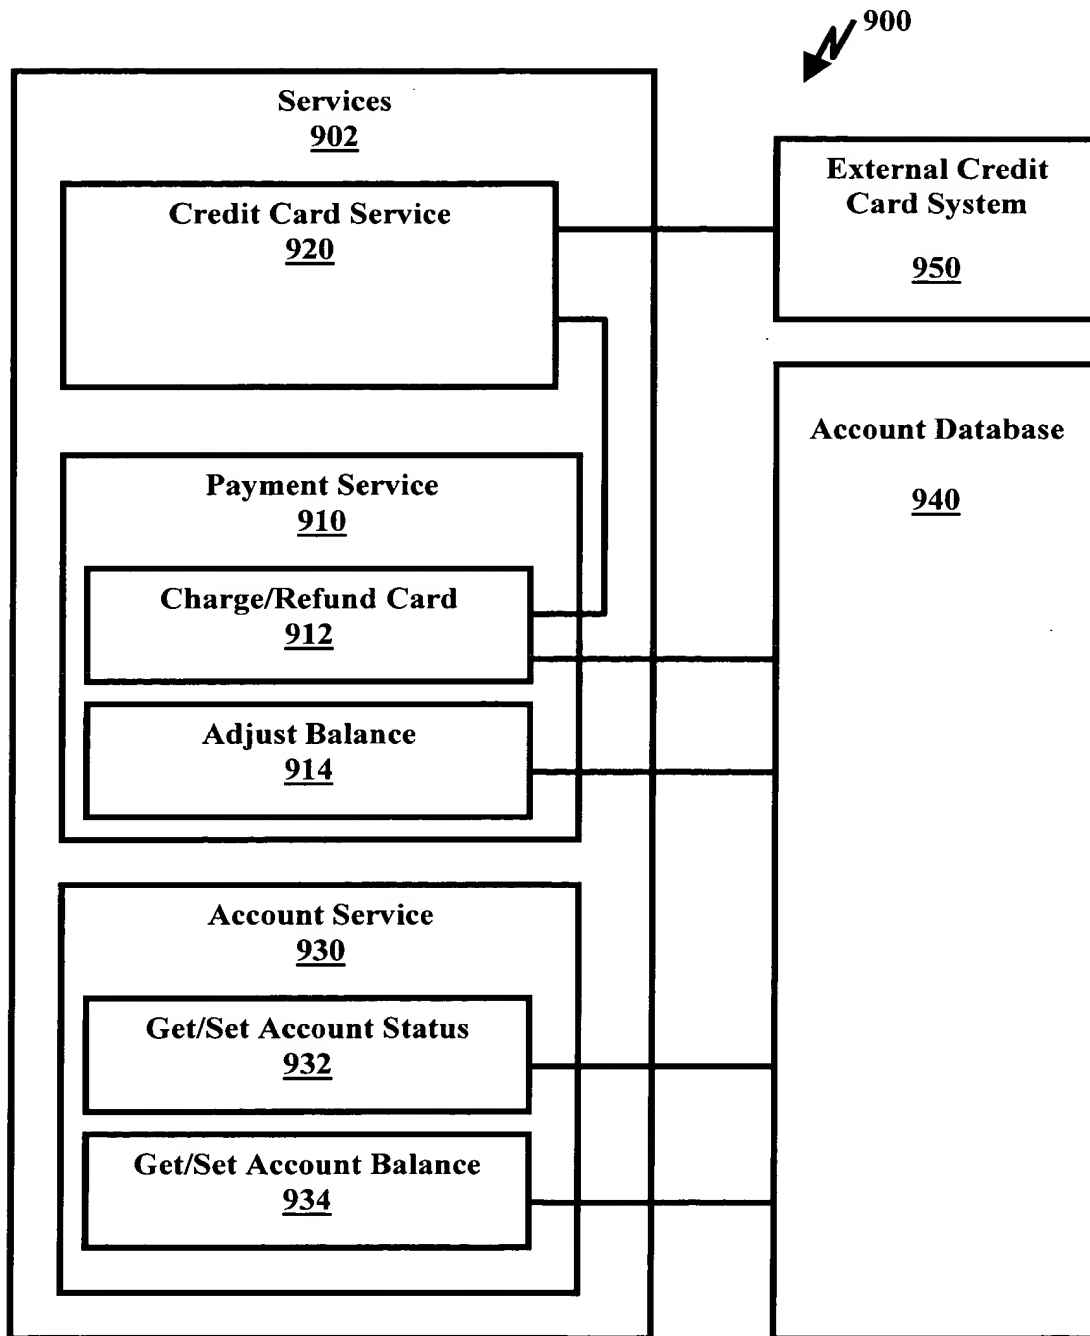 900
Services
902
Credit Card Service
920
External Credit
Card System
950
Payment Service
910
Charge/Refund Card
912
Adjust Balance
914
Account Database
940
Account Service
930
Get/Set Account Status
932
Get/Set Account Balance
934